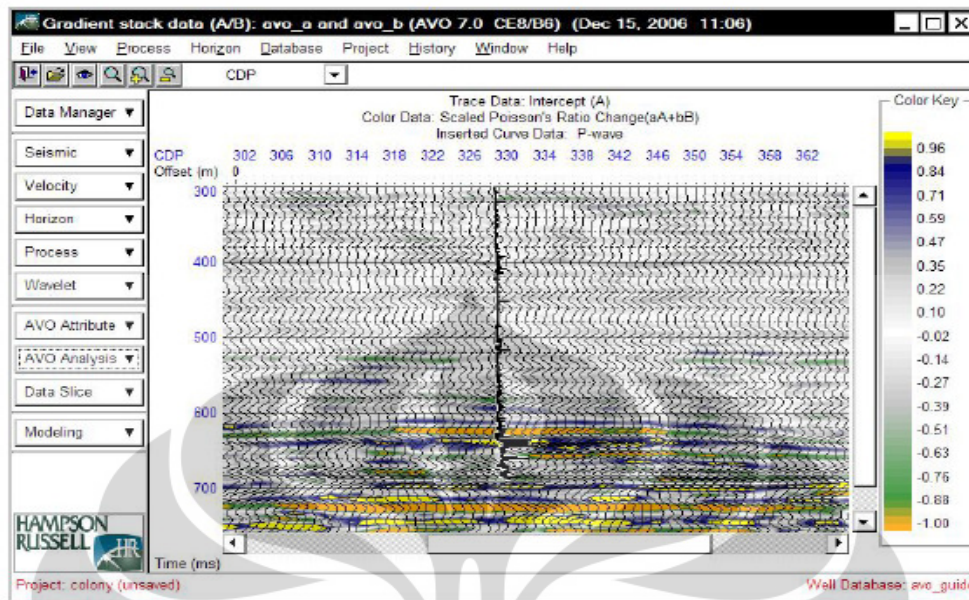 Gradient stack data (A/B): avo_a and avo_b (AVO 7.0 CE8/B6) (Dec 15, 2006 11:06)
File View Process Horizon Database Project History Window Help
CDP
Data Manager
Seismic
Velocity
Horizon
Process
Wavelet
AVO Attribute
AVO Analysis
Data Slice
Modeling
HAMPSON
RUSSELL
HR
Trace Data: Intercept (A)
Color Data: Scaled Poisson's Ratio Change(aA+bB)
Inserted Curve Data: P-wave
CDP 302 306 310 314 318 322 326 330 334 338 342 346 350 354 358 362
Offset (m) 0
300
400
500
600
700
Time (ms)
Color Key
0.96
0.84
0.71
0.59
0.47
0.35
0.22
0.10
-0.02
-0.14
-0.27
-0.39
-0.51
-0.63
-0.76
-0.88
-1.00
Project: colony (unsaved)
Well Database: avo_guide